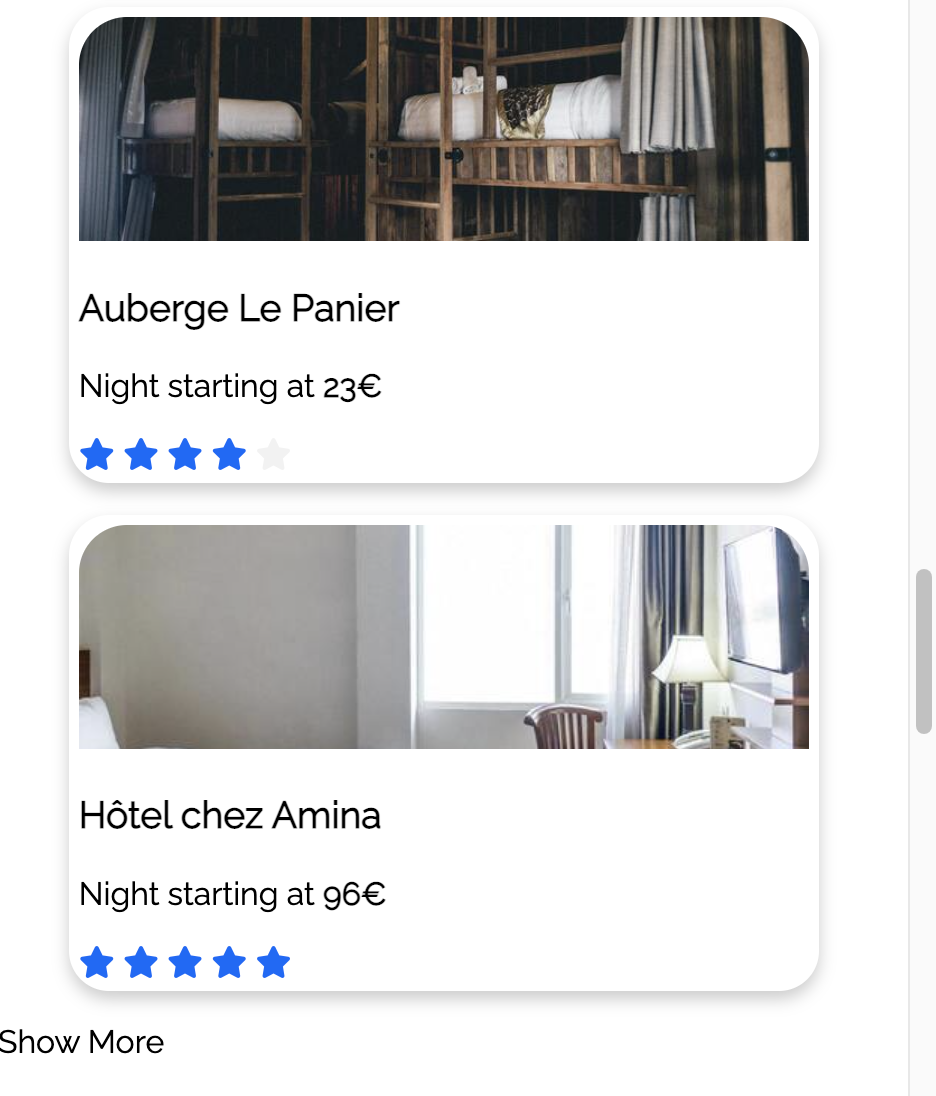 Auberge Le Panier
Night starting at 23€
Hôtel chez Amina
Night starting at 96€
Show More